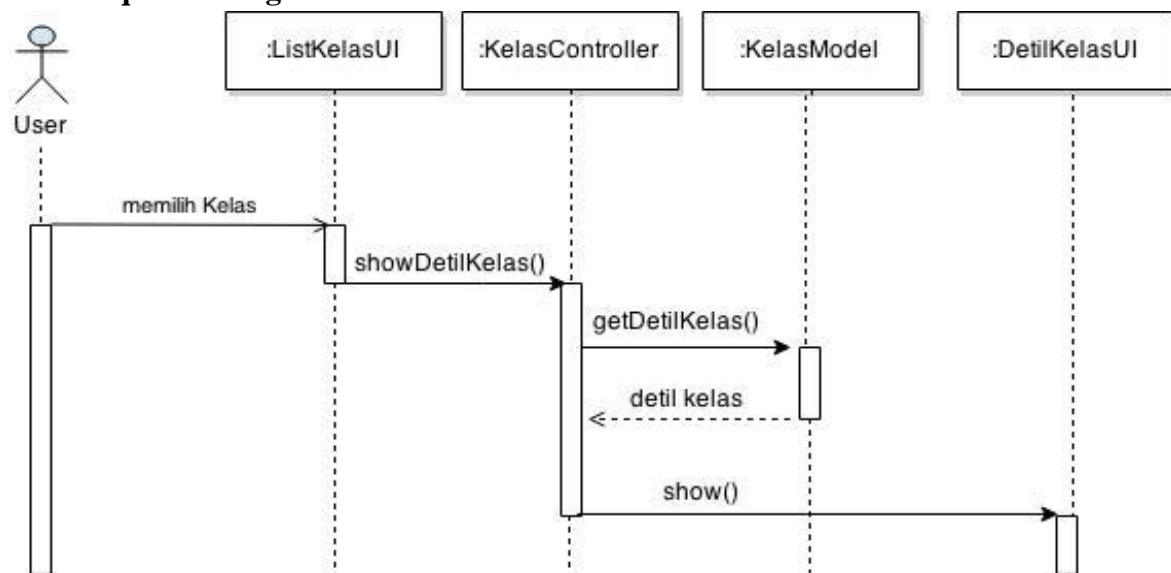 :ListKelasUI
:KelasController
:KelasModel
:DetilKelasUI
User
memilih Kelas
showDetilKelas()
getDetilKelas()
detil kelas
show()